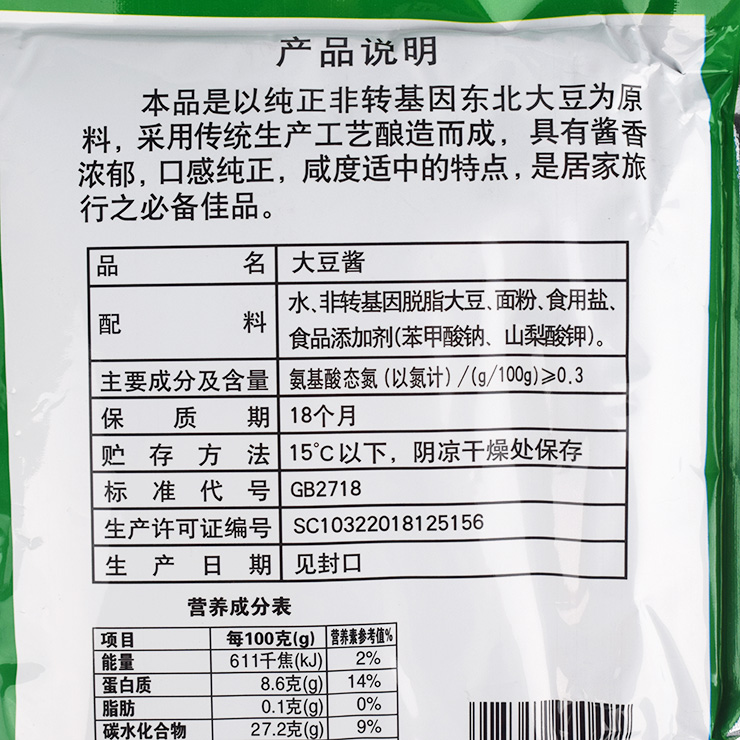 产品说明
本品是以纯正非转基因东北大豆为原
料，采用传统生产工艺酿造而成，具有酱香
浓郁，口感纯正，咸度适中的特点，是居家旅
行之必备佳品。
品名 大豆酱
配料 水、非转基因脱脂大豆、面粉、食用盐、
食品添加剂(苯甲酸钠、山梨酸钾)。
主要成分及含量 氨基酸态氮(以氮计)/(g/100g)≥0.3
保质期 18个月
贮存方法 15℃以下，阴凉干燥处保存
标准代号 GB2718
生产许可证编号 SC10322018125156
生产日期 见封口
营养成分表
项目 每100克(g) 营养素参考值%
能量 611千焦(kJ) 2%
蛋白质 8.6克(g) 14%
脂肪 0.1克(g) 0%
碳水化合物 27.2克(g) 9%